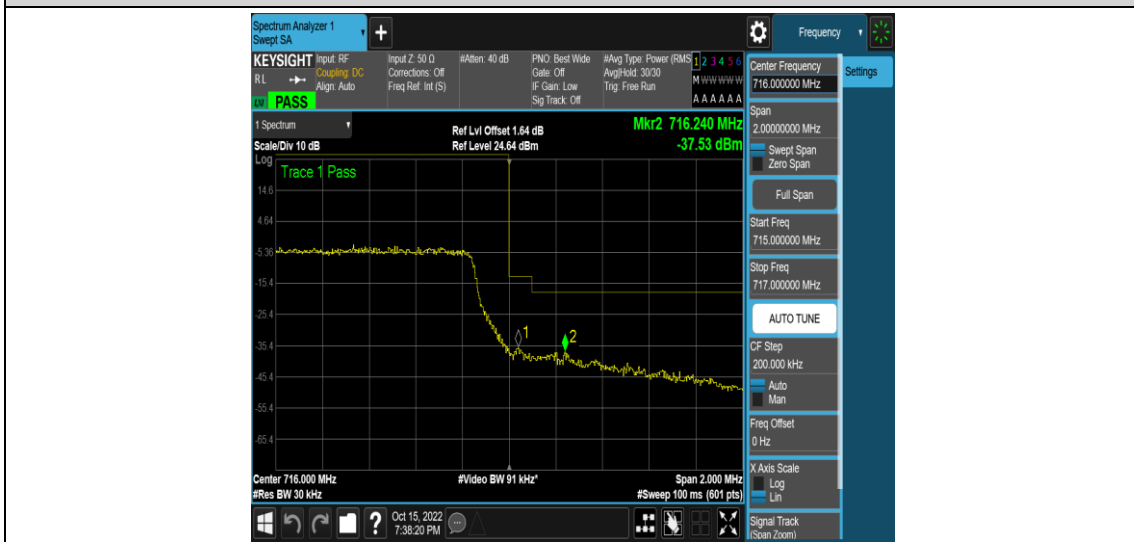 Spectrum Analyzer 1
Swept SA
Frequency
KEYSIGHT
Input: RF
Input Z: 50 Ω
#Atten: 40 dB
PNO: Best Wide
#Avg Type: Power (RMS
1 2 3 4 5 6
RL
Coupling: DC
Corrections: Off
Gate: Off
Avg|Hold: 30/30
M W W W W W
Align: Auto
Freq Ref: Int (S)
IF Gain: Low
Trig: Free Run
LXI
PASS
Sig Track: Off
A A A A A A
Center Frequency
716.000000 MHz
Settings
1 Spectrum
Ref Lvl Offset 1.64 dB
Mkr2 716.240 MHz
Scale/Div 10 dB
Ref Level 24.64 dBm
-37.53 dBm
Span
2.00000000 MHz
Swept Span
Zero Span
Full Span
Start Freq
715.000000 MHz
Stop Freq
717.000000 MHz
AUTO TUNE
CF Step
200.000 kHz
Auto
Man
Freq Offset
0 Hz
X Axis Scale
Log
Lin
Signal Track
(Span Zoom)
Log
Trace 1 Pass
14.6
4.64
-5.36
-15.4
-25.4
-35.4
-45.4
-55.4
-65.4
1
2
Center 716.000 MHz
#Video BW 91 kHz*
Span 2.000 MHz
#Res BW 30 kHz
#Sweep 100 ms (601 pts)
?
Oct 15, 2022
7:38:20 PM